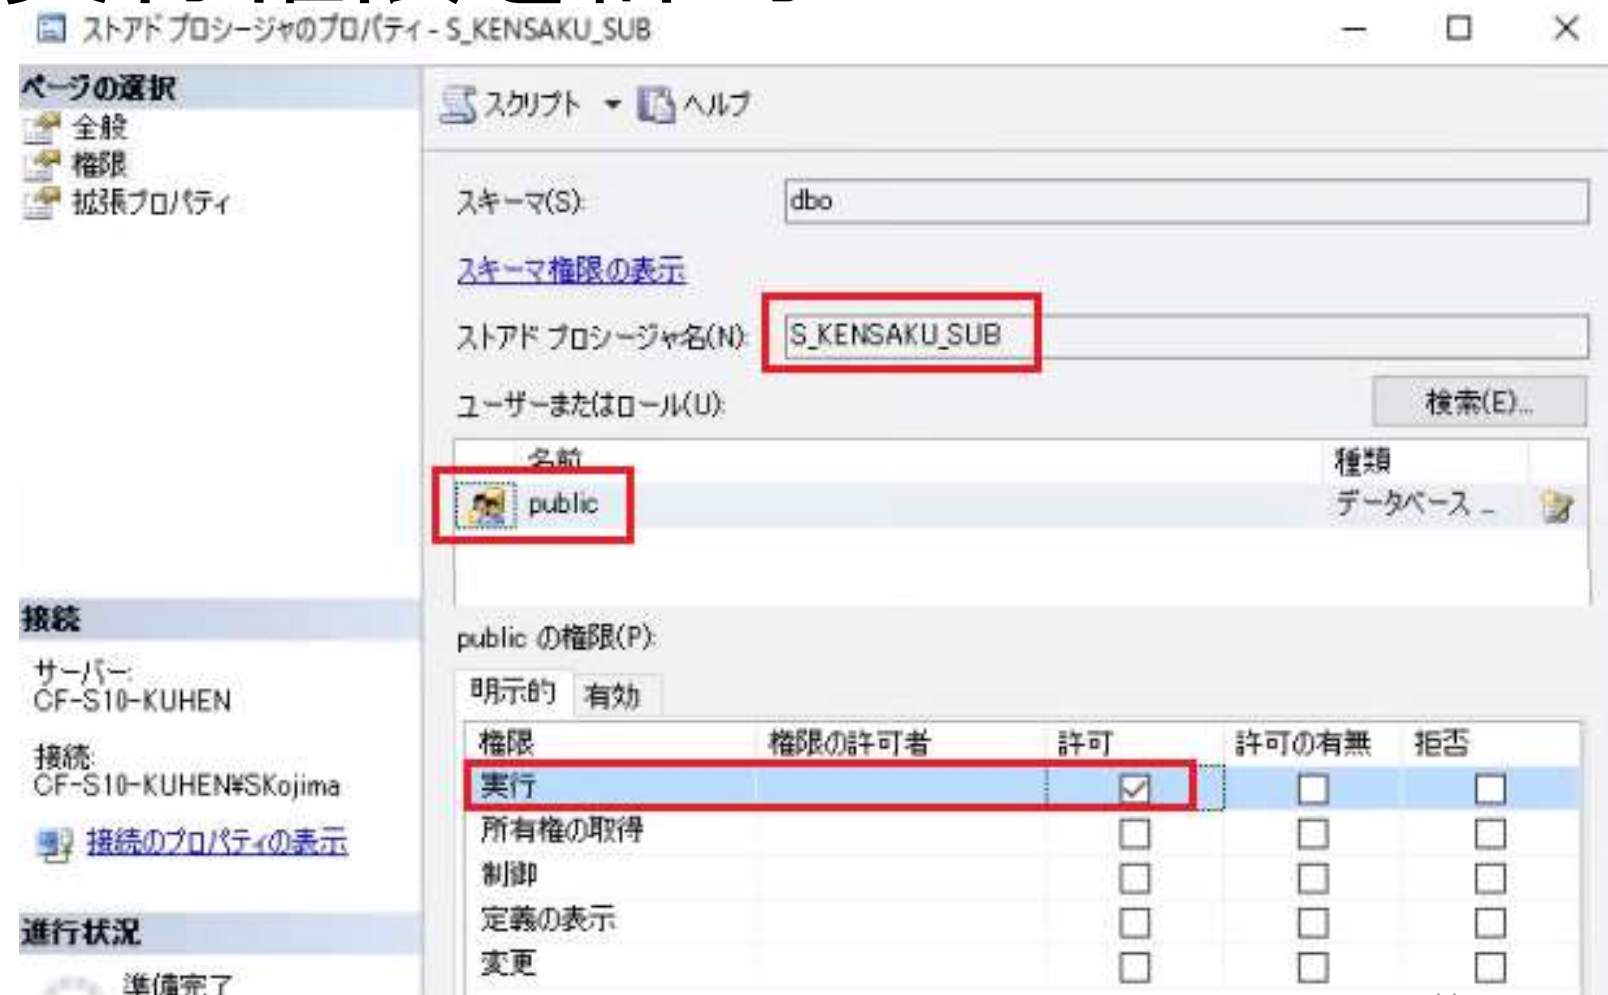 ストアド プロシージャのプロパティ - S_KENSAKU_SUB
ページの選択
全般
権限
拡張プロパティ
スクリプト
ヘルプ
スキーマ(S):
dbo
スキーマ権限の表示
ストアド プロシージャ名(N):
S_KENSAKU_SUB
ユーザーまたはロール(U):
検索(E)...
名前 種類
public データベース ...
接続
サーバー:
CF-S10-KUHEN
接続:
CF-S10-KUHEN¥SKojima
接続のプロパティの表示
進行状況
準備完了
public の権限(P):
明示的 有効
権限 権限の許可者 許可 許可の有無 拒否
実行
所有権の取得
制御
定義の表示
変更